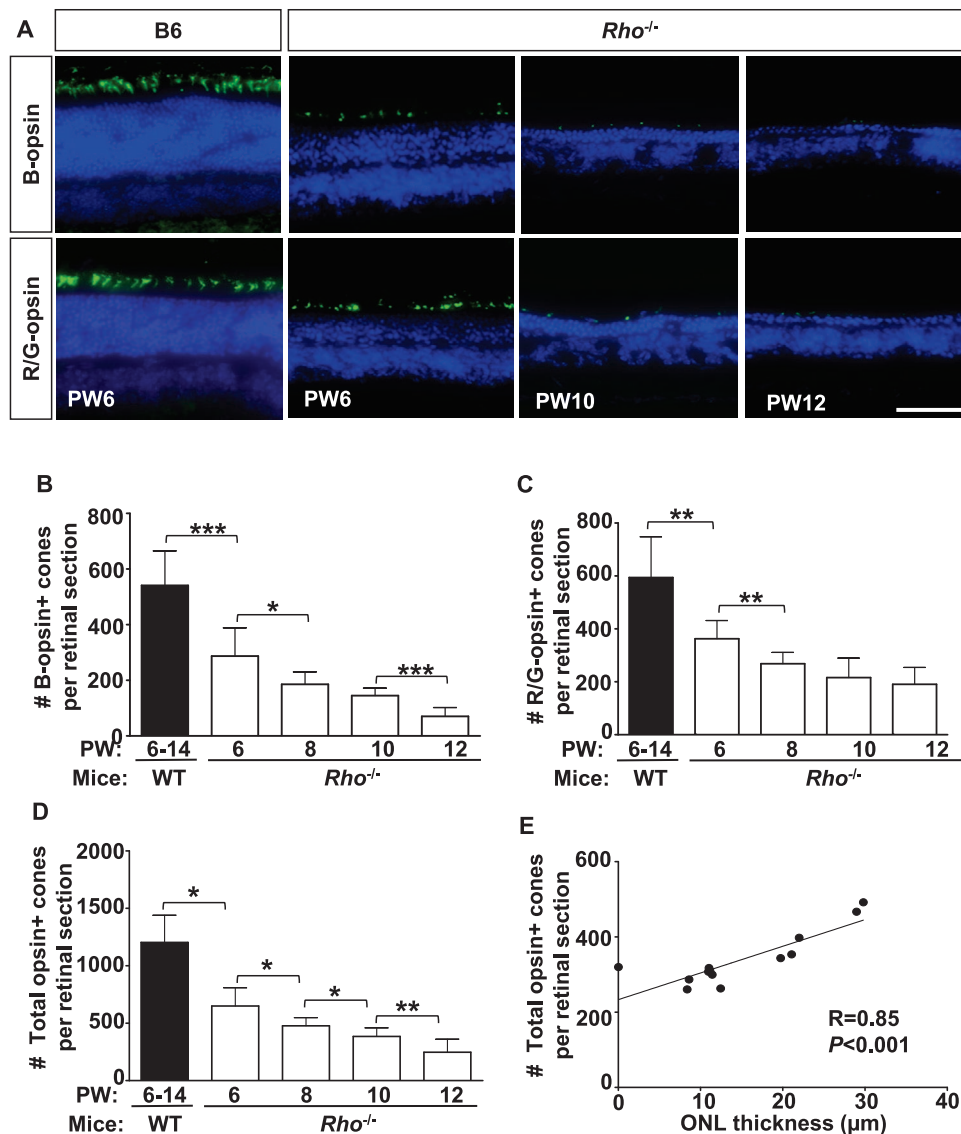 A
B6
Rho-/-
B-opsin
R/G-opsin
PW6
PW6
PW10
PW12
B
# B-opsin+ cones
per retinal section
800
600
400
200
0
***
*
***
PW: 6-14 6 8 10 12
Mice: WT Rho-/-
C
# R/G-opsin+ cones
per retinal section
800
600
400
200
0
**
**
PW: 6-14 6 8 10 12
Mice: WT Rho-/-
D
# Total opsin+ cones
per retinal section
2000
1500
1000
500
0
*
*
*
**
PW: 6-14 6 8 10 12
Mice: WT Rho-/-
E
# Total opsin+ cones
per retinal section
600
400
200
0
R=0.85
P<0.001
0 10 20 30 40
ONL thickness (µm)